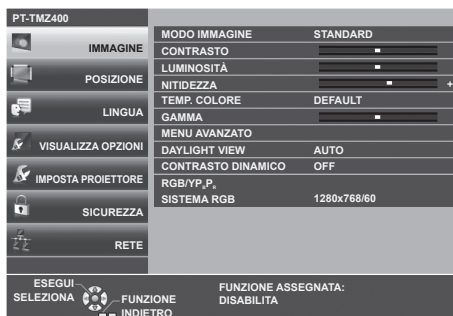 PT-TMZ400
IMMAGINE
POSIZIONE
LINGUA
VISUALIZZA OPZIONI
IMPOSTA PROIETTORE
SICUREZZA
RETE
MODO IMMAGINE STANDARD
CONTRASTO
LUMINOSITÀ
NITIDEZZA +
TEMP. COLORE DEFAULT
GAMMA
MENU AVANZATO
DAYLIGHT VIEW AUTO
CONTRASTO DINAMICO OFF
RGB/YPBPR
SISTEMA RGB 1280x768/60
ESEGUI
SELEZIONA
FUNZIONE
INDIETRO
FUNZIONE ASSEGNATA:
DISABILITA